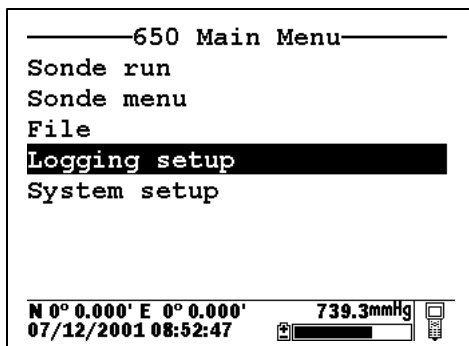 650 Main Menu
Sonde run
Sonde menu
File
Logging setup
System setup
N 0° 0.000' E 0° 0.000' 739.3mmHg
07/12/2001 08:52:47